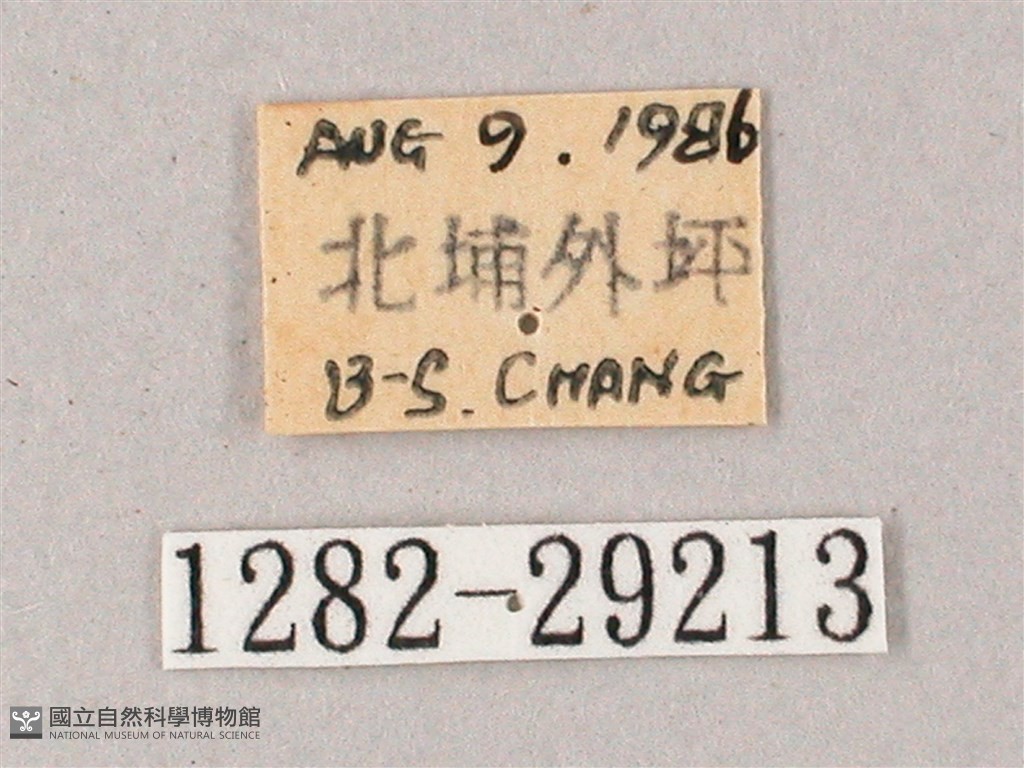 AUG 9. 1986
北埔外坪
B-S. CHANG
1282-29213
國立自然科學博物館
NATIONAL MUSEUM OF NATURAL SCIENCE